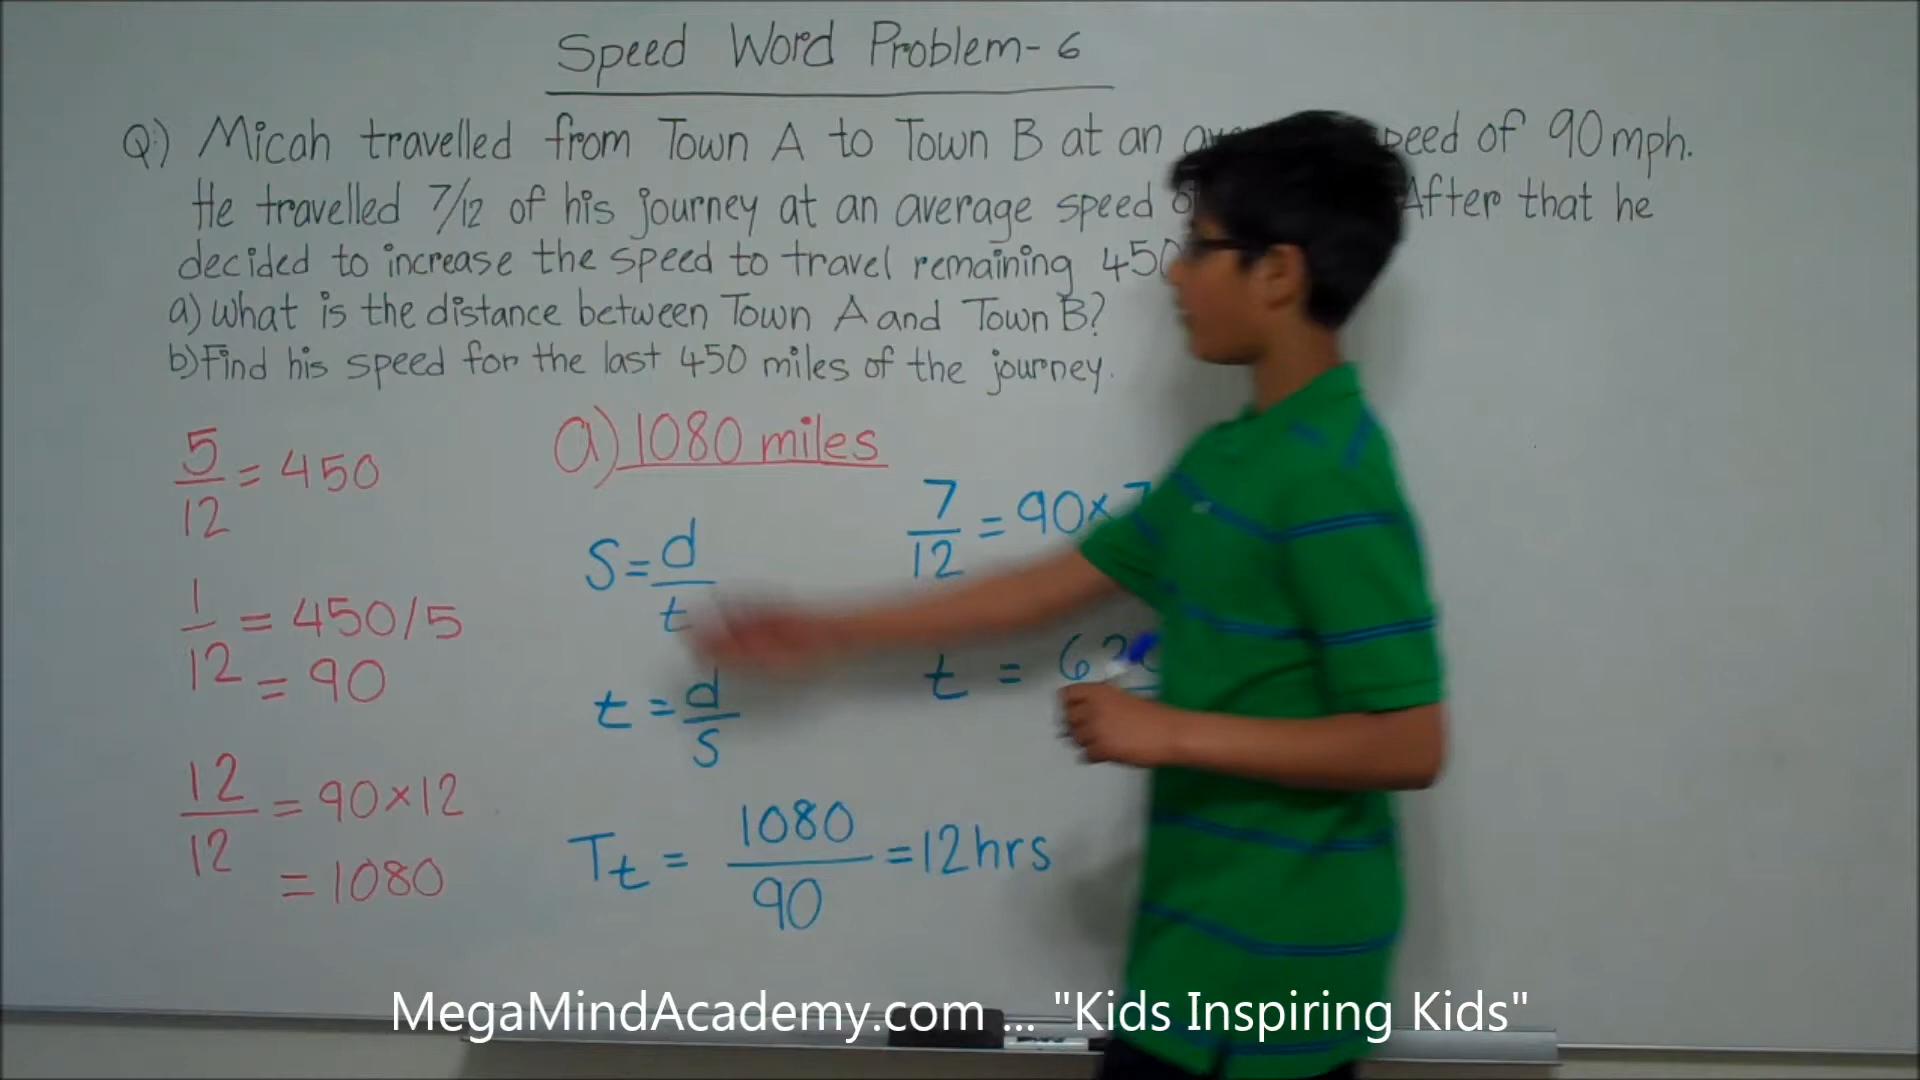 Speed Word Problem-6
Q) Micah travelled from Town A to Town B at an speed of 90mph.
He travelled 7/12 of his journey at an average speed After that he
decided to increase the speed to travel remaining 450
a) What is the distance between Town A and Town B?
b) Find his speed for the last 450 miles of the journey.
5/12 = 450
1/12 = 450/5
= 90
12/12 = 90×12
= 1080
a) 1080 miles
S = d/t
t = d/s
Tt = 1080/90 = 12hrs
7/12 = 90×7
t =
MegaMindAcademy.com ... "Kids Inspiring Kids"